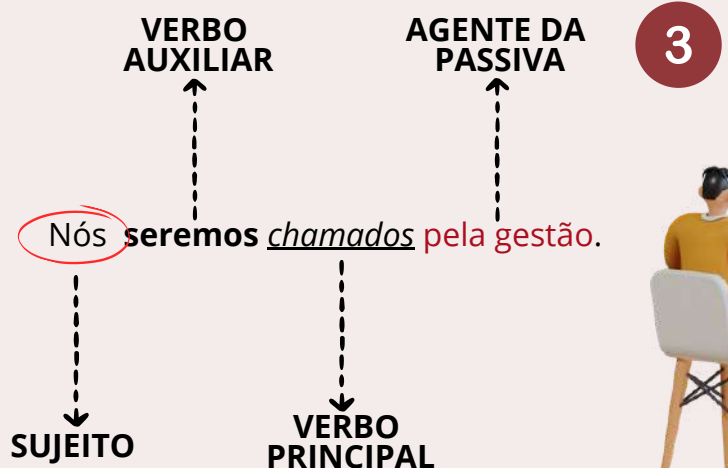 VERBO
AUXILIAR
AGENTE DA
PASSIVA
3
Nós seremos chamados pela gestão.
SUJEITO
VERBO
PRINCIPAL